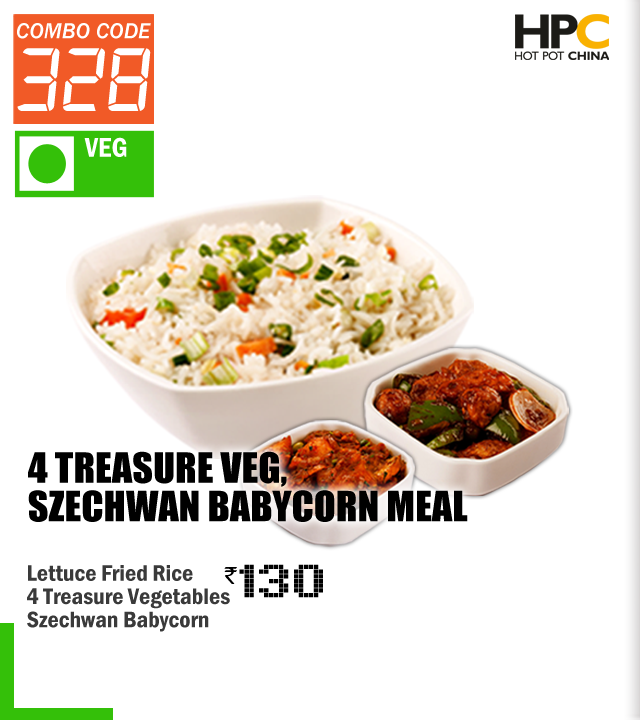 COMBO CODE
328
VEG
HPC
HOT POT CHINA
4 TREASURE VEG,
SZECHWAN BABYCORN MEAL
Lettuce Fried Rice
4 Treasure Vegetables
Szechwan Babycorn
₹130